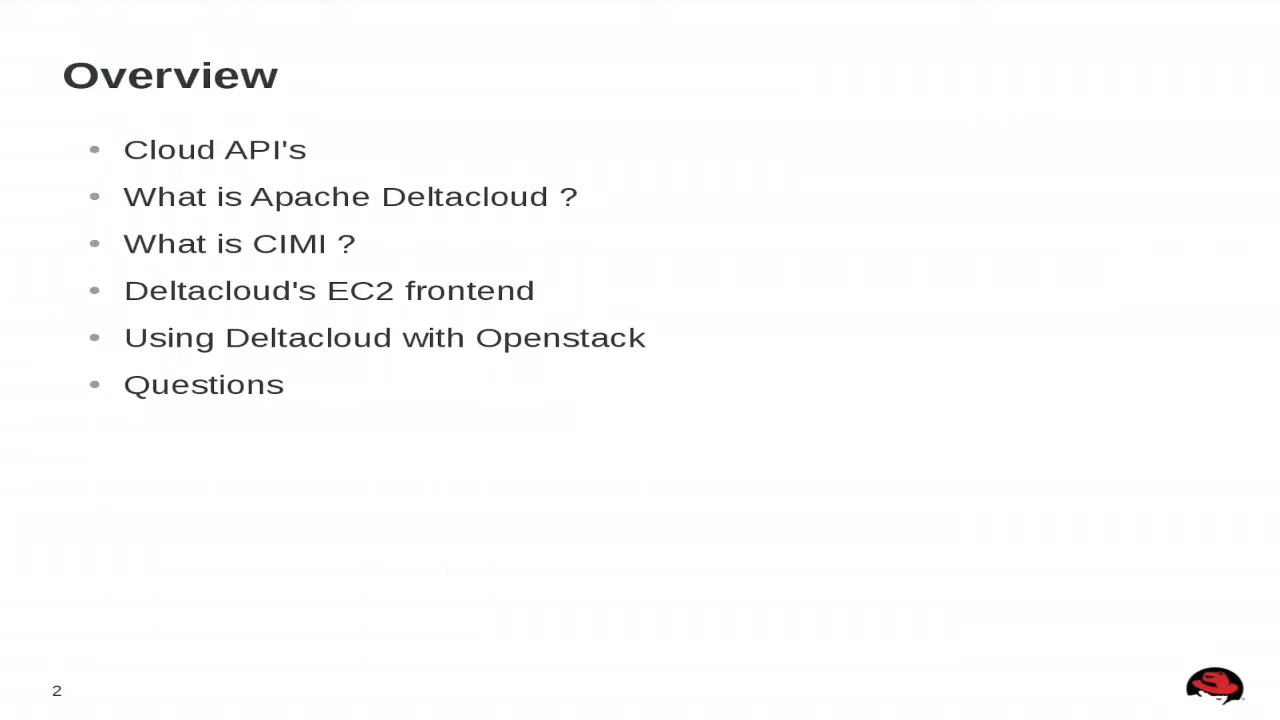 Overview
• Cloud API's
• What is Apache Deltacloud ?
• What is CIMI ?
• Deltacloud's EC2 frontend
• Using Deltacloud with Openstack
• Questions
2